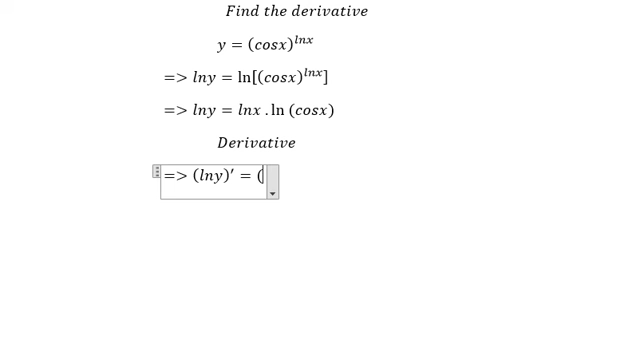 Find the derivative
y = (cosx)^{lnx}
=> lny = ln[(cosx)^{lnx}]
=> lny = lnx . ln (cosx)
Derivative
=> (lny)′ = (